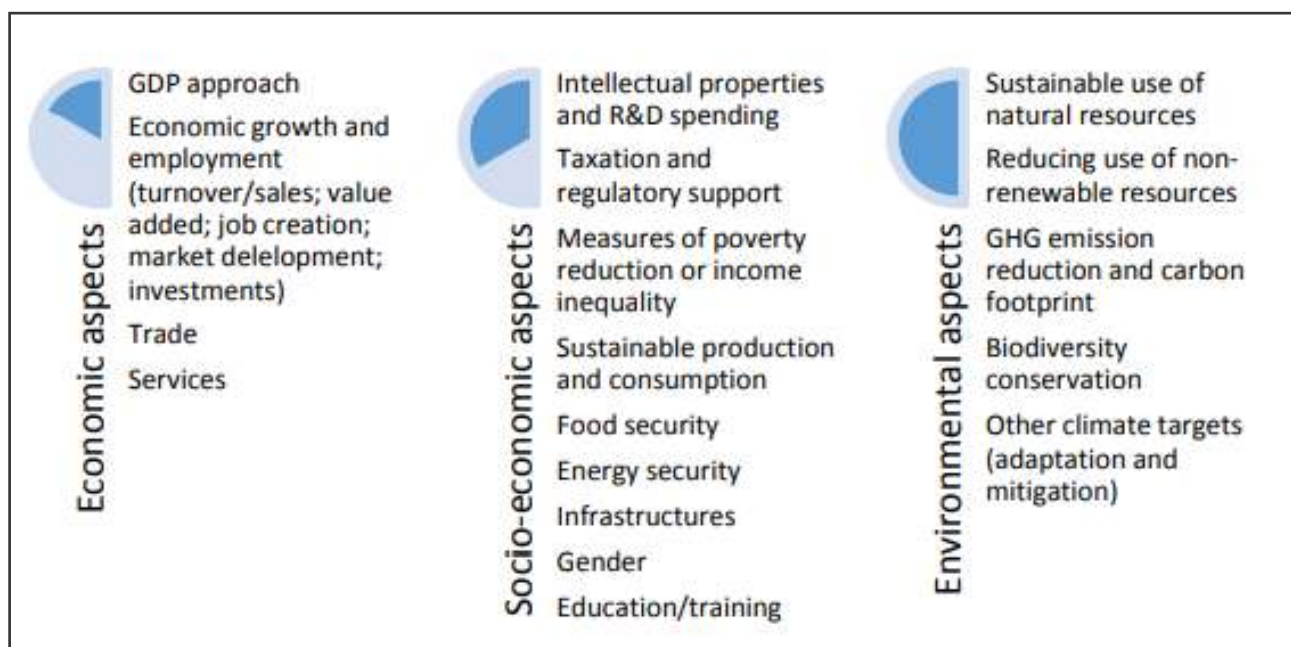 Economic aspects
GDP approach
Economic growth and
employment
(turnover/sales; value
added; job creation;
market delelopment;
investments)
Trade
Services
Socio-economic aspects
Intellectual properties
and R&D spending
Taxation and
regulatory support
Measures of poverty
reduction or income
inequality
Sustainable production
and consumption
Food security
Energy security
Infrastructures
Gender
Education/training
Environmental aspects
Sustainable use of
natural resources
Reducing use of non-
renewable resources
GHG emission
reduction and carbon
footprint
Biodiversity
conservation
Other climate targets
(adaptation and
mitigation)